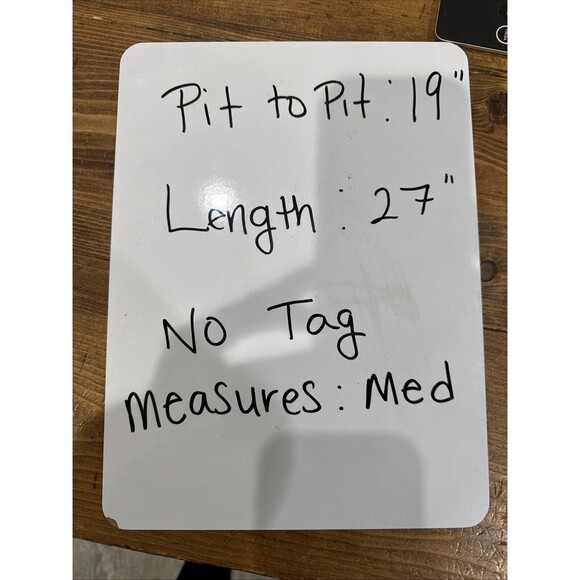 Pit to Pit: 19"
Length: 27"
No Tag
measures: Med